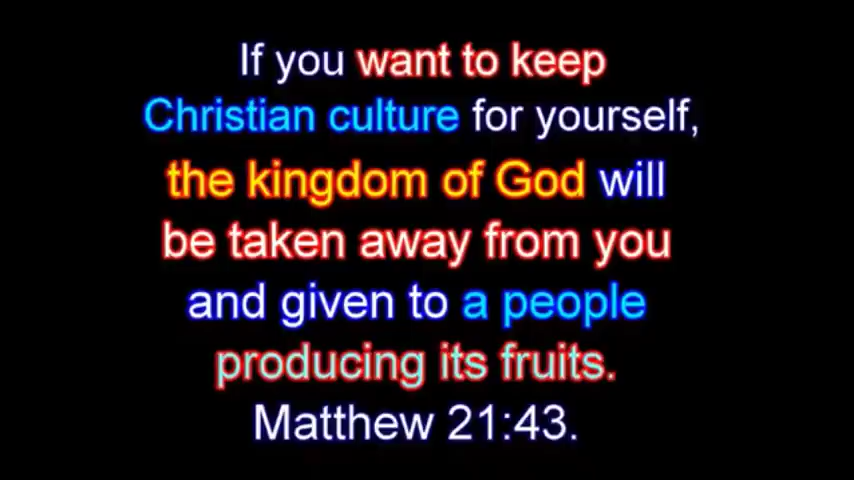 If you want to keep
Christian culture for yourself,
the kingdom of God will
be taken away from you
and given to a people
producing its fruits.
Matthew 21:43.